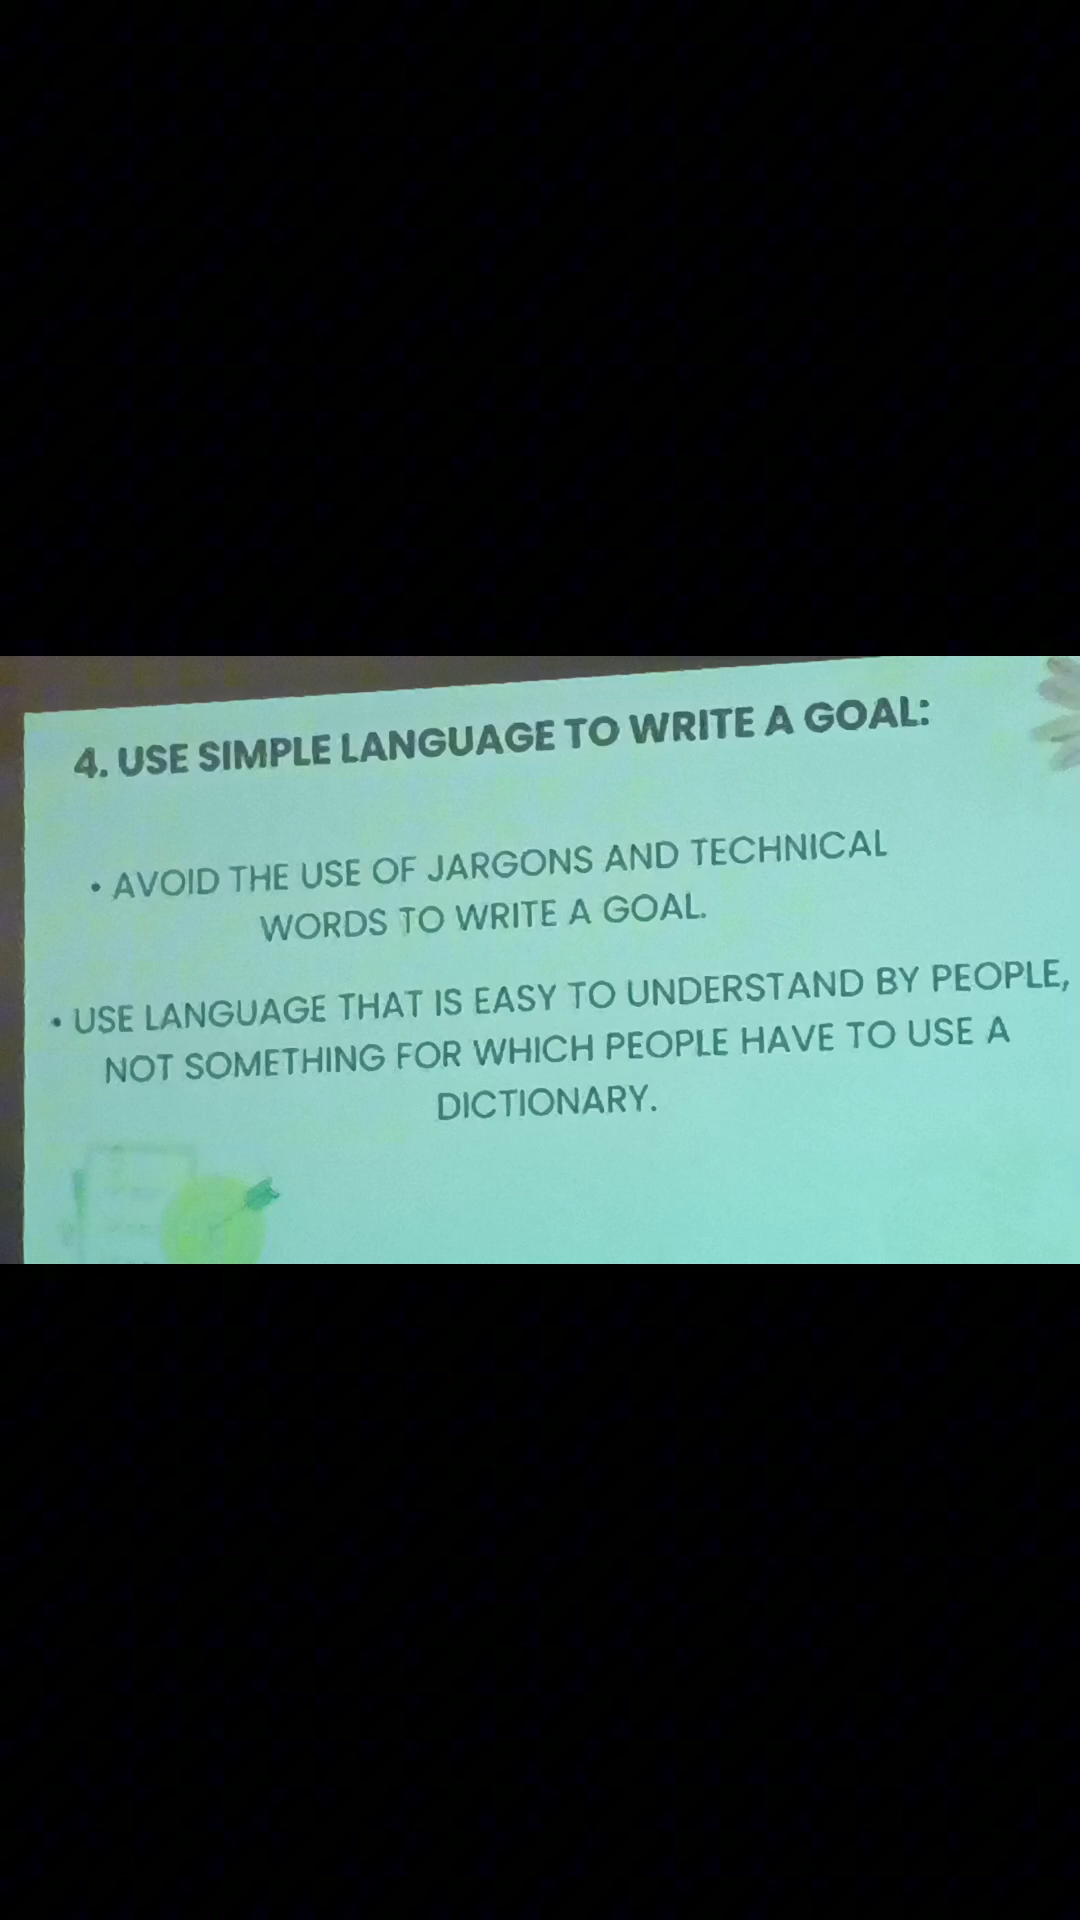 4. USE SIMPLE LANGUAGE TO WRITE A GOAL:
• AVOID THE USE OF JARGONS AND TECHNICAL
WORDS TO WRITE A GOAL.
• USE LANGUAGE THAT IS EASY TO UNDERSTAND BY PEOPLE,
NOT SOMETHING FOR WHICH PEOPLE HAVE TO USE A
DICTIONARY.